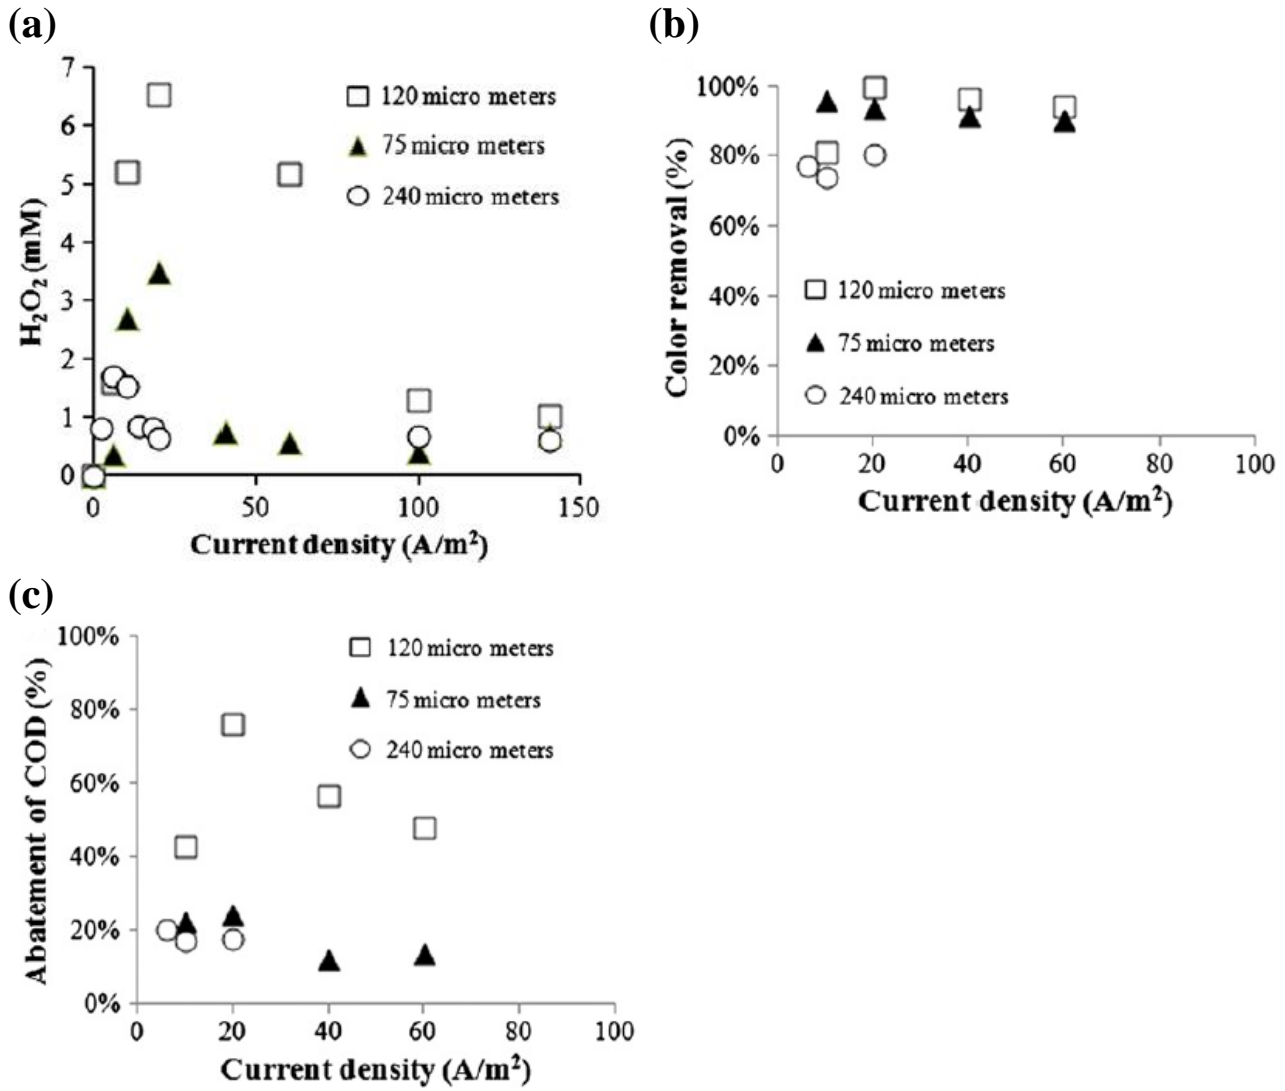 (a)
7
6
5
4
3
2
1
0
H₂O₂ (mM)
120 micro meters
75 micro meters
240 micro meters
0 50 100 150
Current density (A/m²)
(b)
100%
80%
60%
40%
20%
0%
Color removal (%)
120 micro meters
75 micro meters
240 micro meters
0 20 40 60 80 100
Current density (A/m²)
(c)
100%
80%
60%
40%
20%
0%
Abatement of COD (%)
120 micro meters
75 micro meters
240 micro meters
0 20 40 60 80 100
Current density (A/m²)